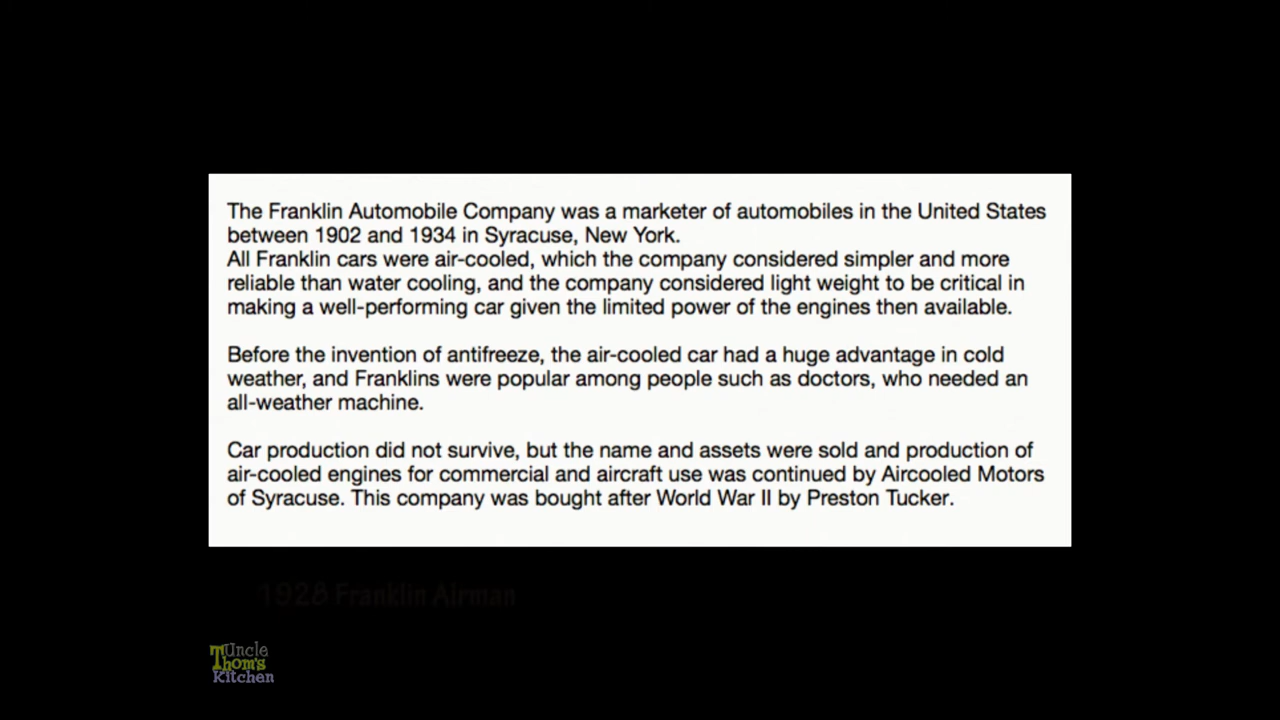 The Franklin Automobile Company was a marketer of automobiles in the United States
between 1902 and 1934 in Syracuse, New York.
All Franklin cars were air-cooled, which the company considered simpler and more
reliable than water cooling, and the company considered light weight to be critical in
making a well-performing car given the limited power of the engines then available.
Before the invention of antifreeze, the air-cooled car had a huge advantage in cold
weather, and Franklins were popular among people such as doctors, who needed an
all-weather machine.
Car production did not survive, but the name and assets were sold and production of
air-cooled engines for commercial and aircraft use was continued by Aircooled Motors
of Syracuse. This company was bought after World War II by Preston Tucker.
1928 Franklin Airman
Uncle
Thom's
Kitchen